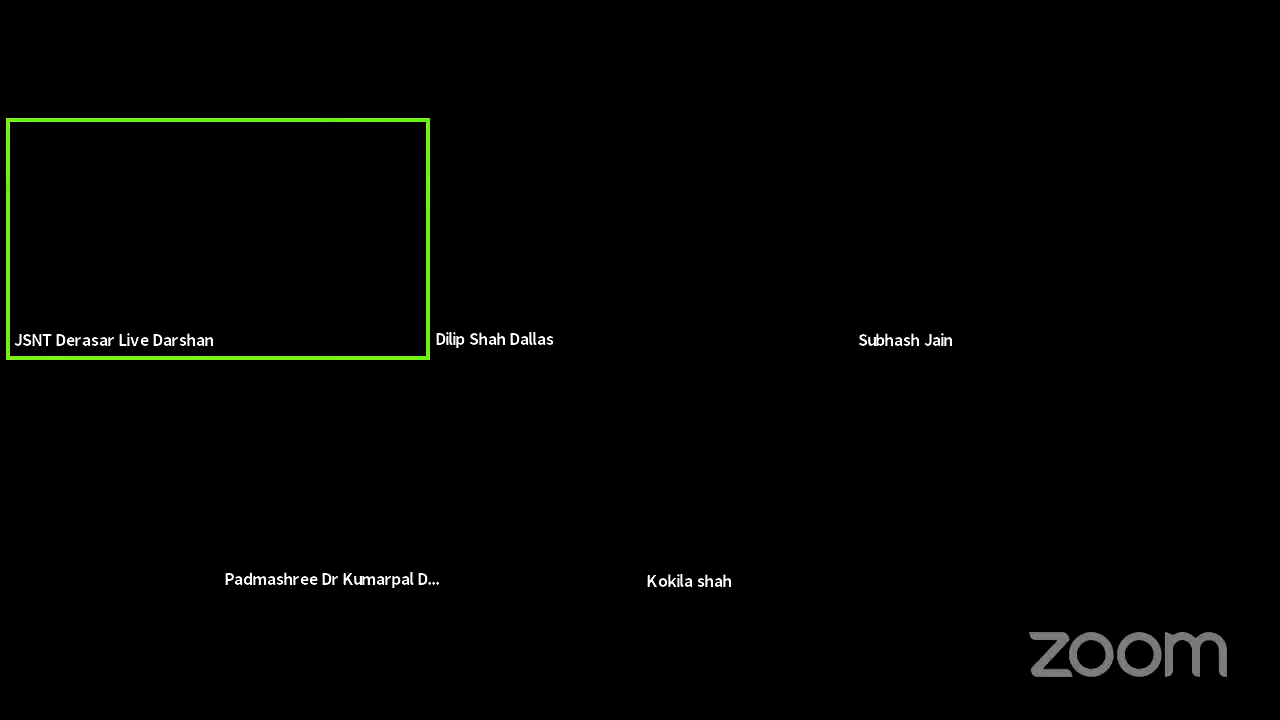 JSNT Derasar Live Darshan
Dilip Shah Dallas
Subhash Jain
Padmashree Dr Kumarpal D...
Kokila shah
zoom